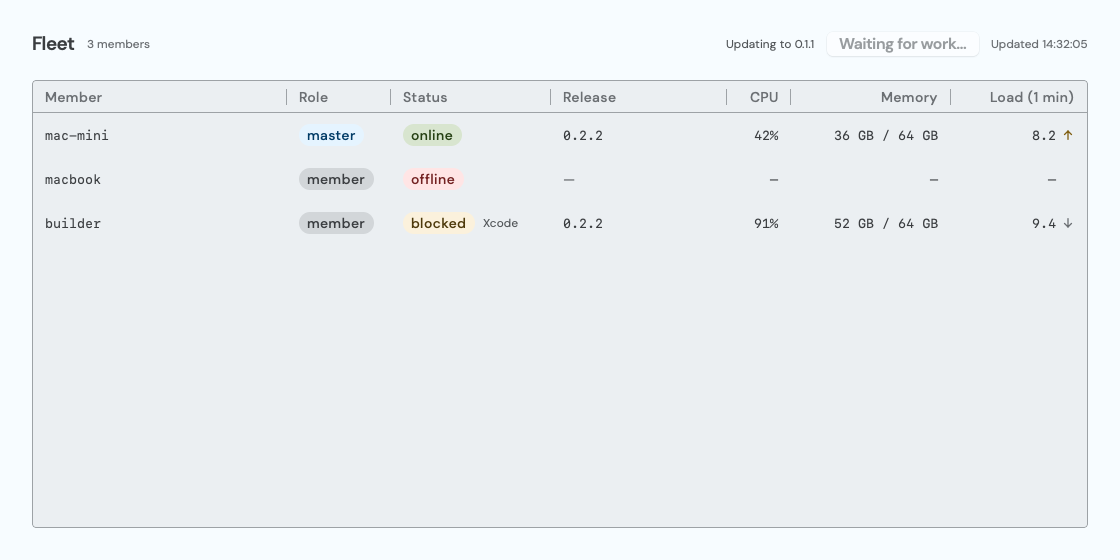 Fleet 3 members Updating to 0.1.1 Waiting for work... Updated 14:32:05
Member Role Status Release CPU Memory Load (1 min)
mac-mini master online 0.2.2 42% 36 GB / 64 GB 8.2 ↑
macbook member offline — – – –
builder member blocked Xcode 0.2.2 91% 52 GB / 64 GB 9.4 ↓